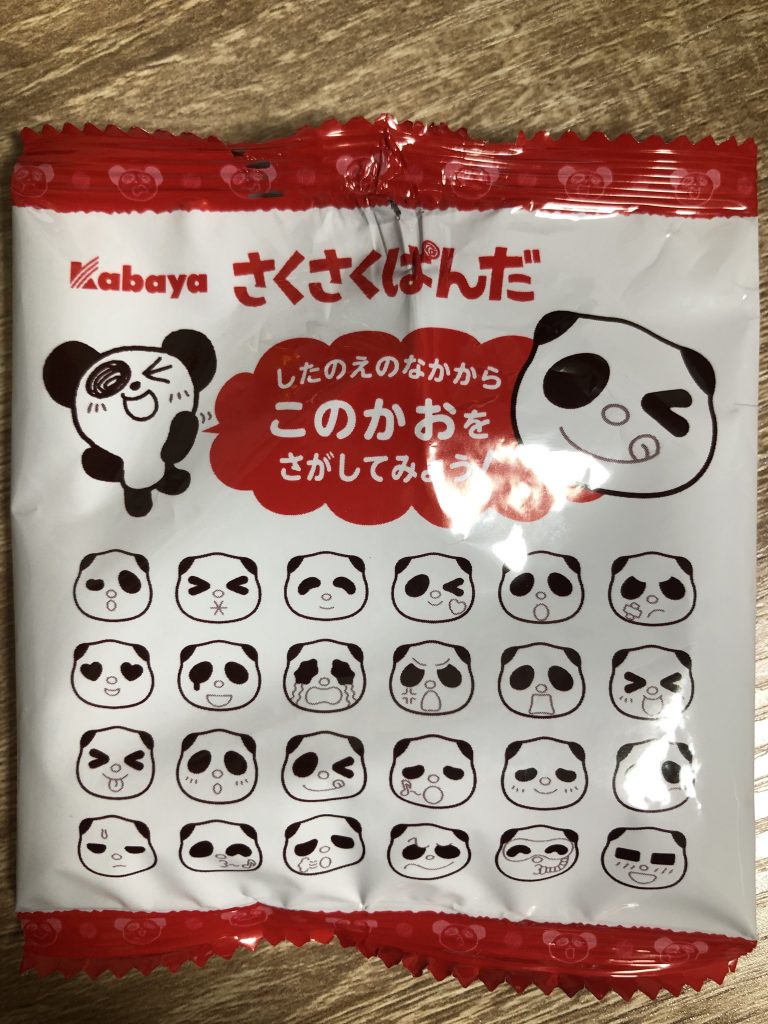 Kabaya さくさくぱんだ
したのえのなかから
このかおを
さがしてみよう!